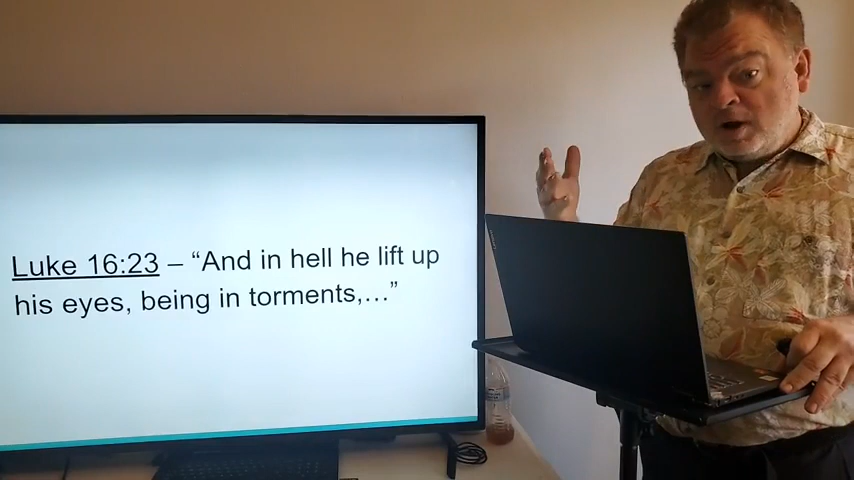 Luke 16:23 – “And in hell he lift up
his eyes, being in torments,…”